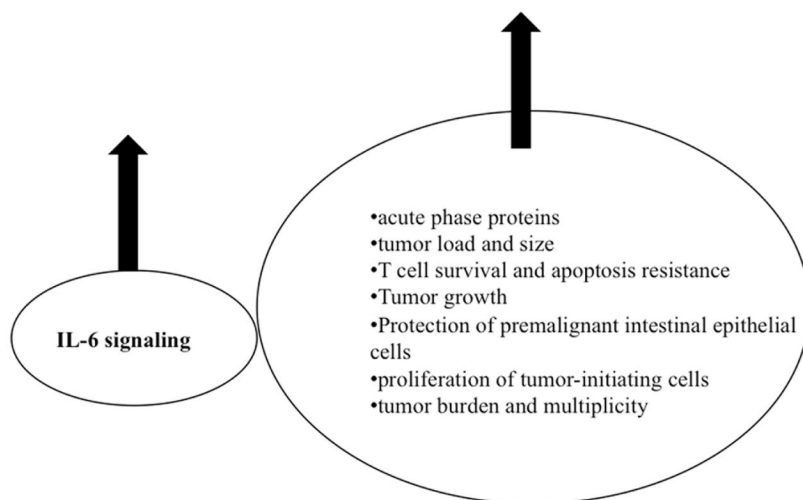 •acute phase proteins
•tumor load and size
•T cell survival and apoptosis resistance
•Tumor growth
•Protection of premalignant intestinal epithelial
cells
•proliferation of tumor-initiating cells
•tumor burden and multiplicity
IL-6 signaling